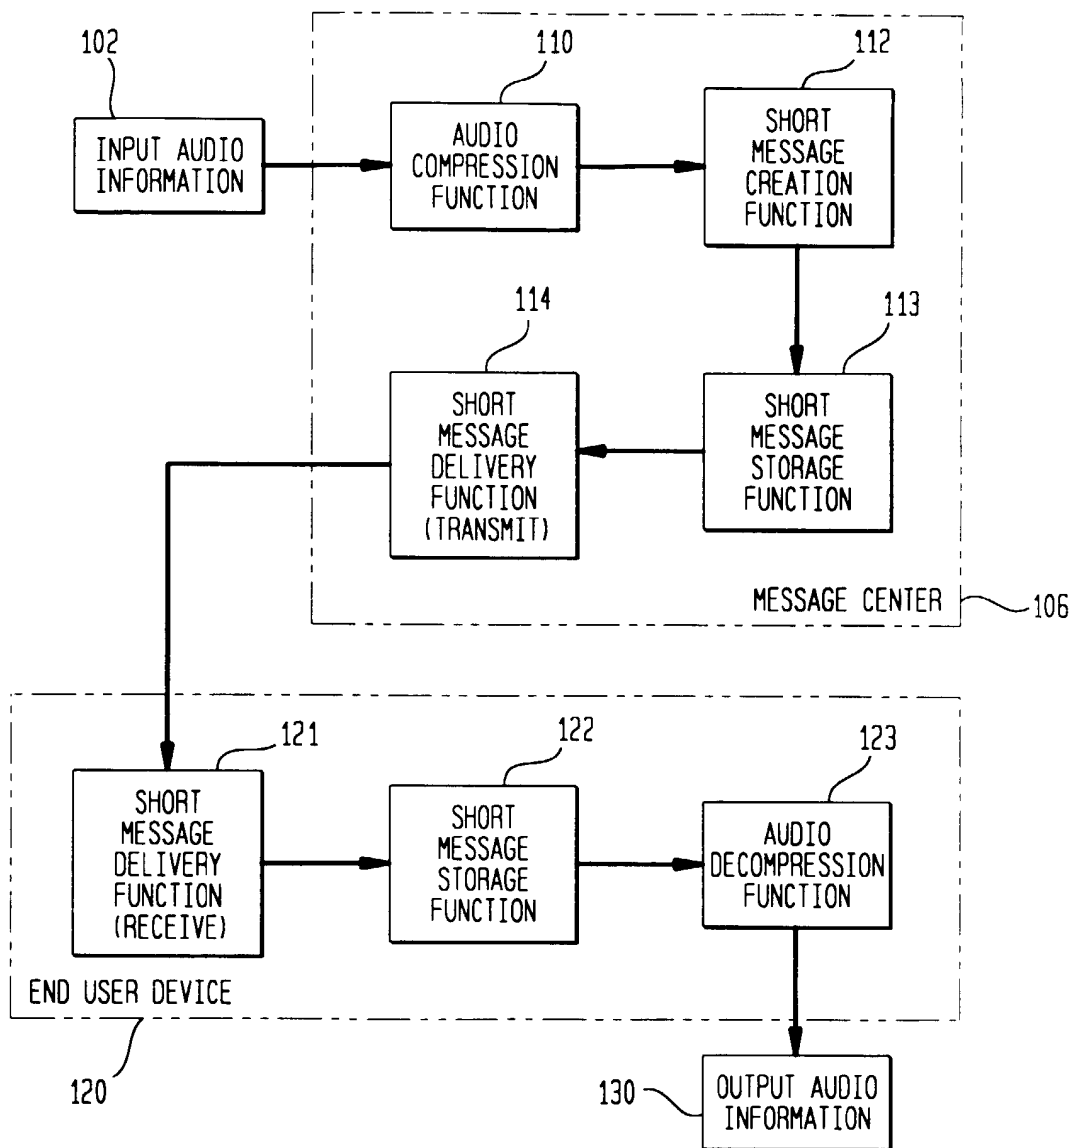 102
INPUT AUDIO
INFORMATION
110
AUDIO
COMPRESSION
FUNCTION
112
SHORT
MESSAGE
CREATION
FUNCTION
114
SHORT
MESSAGE
DELIVERY
FUNCTION
(TRANSMIT)
113
SHORT
MESSAGE
STORAGE
FUNCTION
MESSAGE CENTER
106
121
SHORT
MESSAGE
DELIVERY
FUNCTION
(RECEIVE)
122
SHORT
MESSAGE
STORAGE
FUNCTION
123
AUDIO
DECOMPRESSION
FUNCTION
END USER DEVICE
120
130
OUTPUT AUDIO
INFORMATION